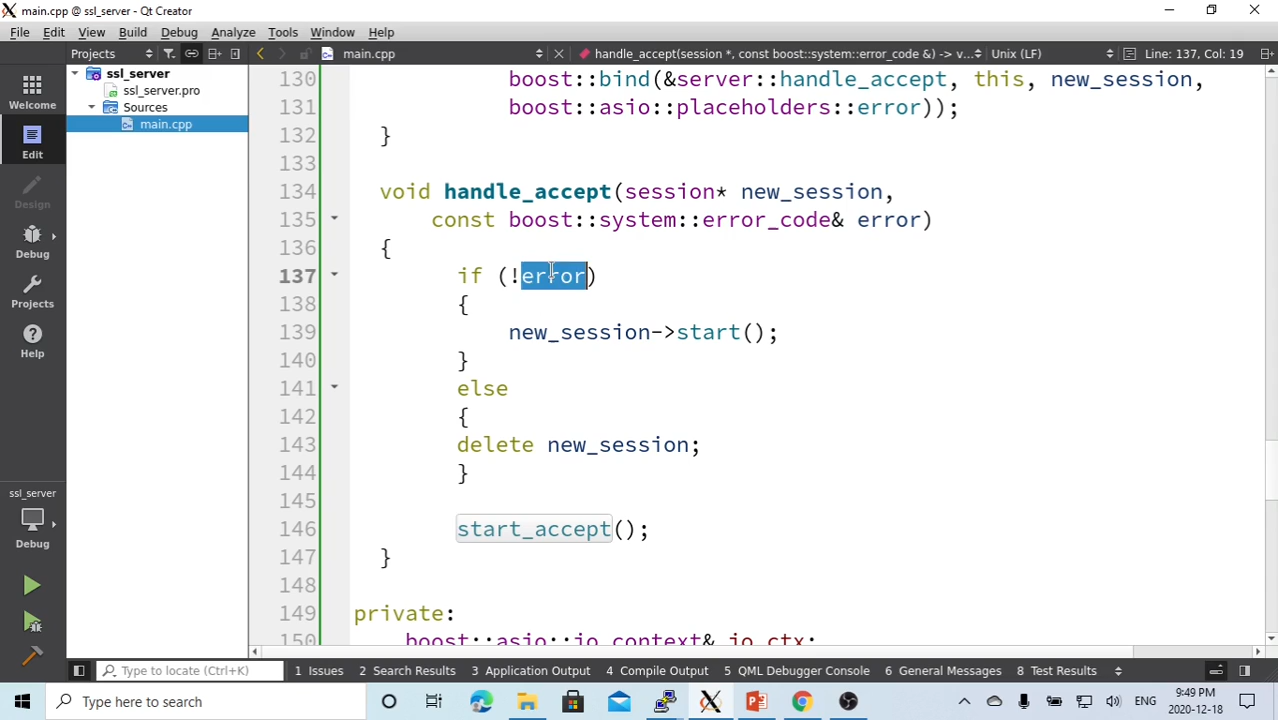 main.cpp @ ssl_server - Qt Creator
File Edit View Build Debug Analyze Tools Window Help
Projects main.cpp handle_accept(session *, const boost::system::error_code &) -> v... Unix (LF) Line: 137, Col: 19
Welcome
Edit
Design
Debug
Projects
Help
ssl_server
Debug
ssl_server
ssl_server.pro
Sources
main.cpp
130 boost::bind(&server::handle_accept, this, new_session,
131 boost::asio::placeholders::error));
132 }
133
134 void handle_accept(session* new_session,
135 const boost::system::error_code& error)
136 {
137 if (!error)
138 {
139 new_session->start();
140 }
141 else
142 {
143 delete new_session;
144 }
145
146 start_accept();
147 }
148
149 private:
150 boost::asio::io_context& io_ctx;
Type to locate (Ctrl+K) 1 Issues 2 Search Results 3 Application Output 4 Compile Output 5 QML Debugger Console 6 General Messages 8 Test Results
Type here to search ENG 9:49 PM
2020-12-18